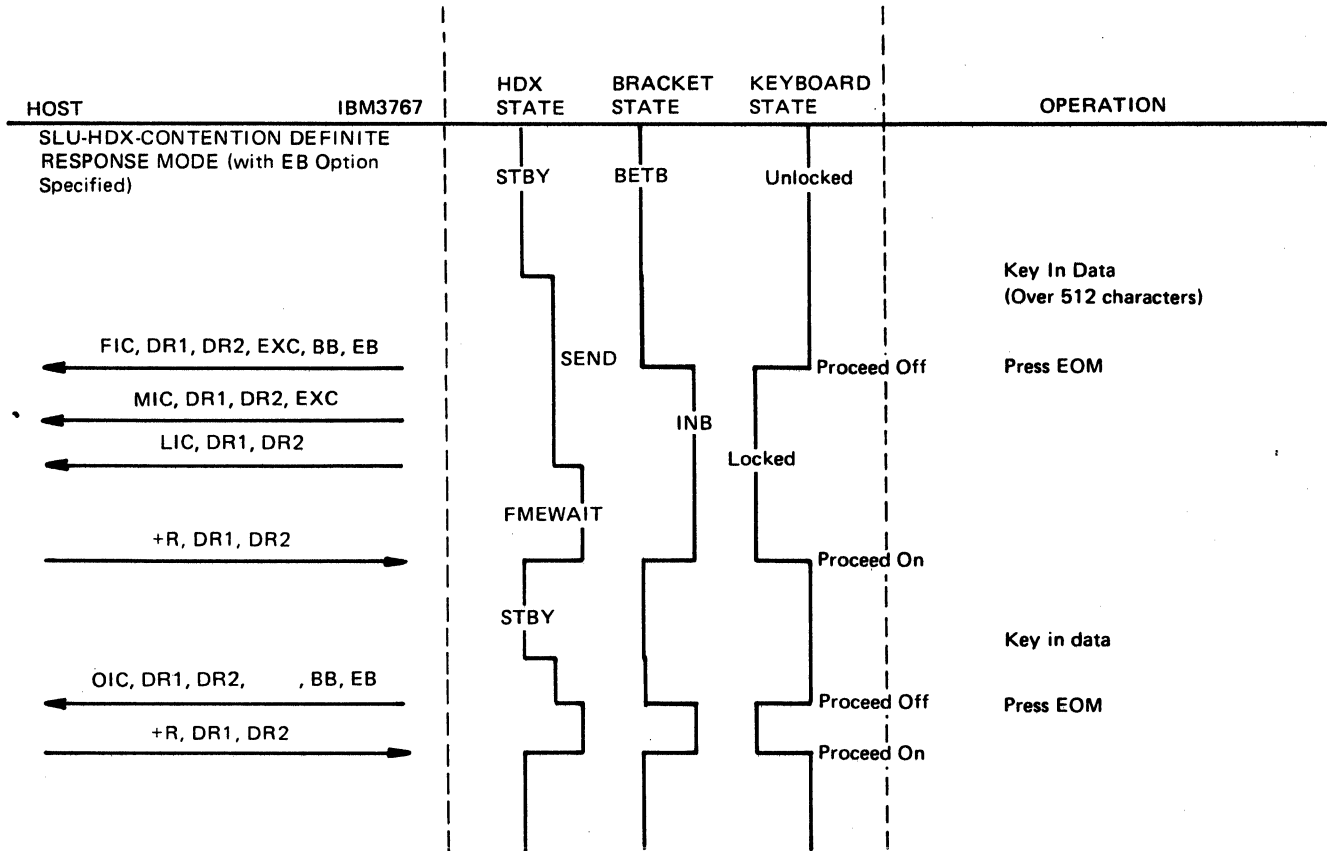 HDX BRACKET KEYBOARD
HOST IBM3767 STATE STATE STATE OPERATION
SLU-HDX-CONTENTION DEFINITE
RESPONSE MODE (with EB Option
Specified)
STBY BETB Unlocked
Key In Data
(Over 512 characters)
FIC, DR1, DR2, EXC, BB, EB
SEND Proceed Off Press EOM
MIC, DR1, DR2, EXC
INB
LIC, DR1, DR2
Locked
FMEWAIT
+R, DR1, DR2
Proceed On
STBY
Key in data
OIC, DR1, DR2, , BB, EB
Proceed Off Press EOM
+R, DR1, DR2
Proceed On